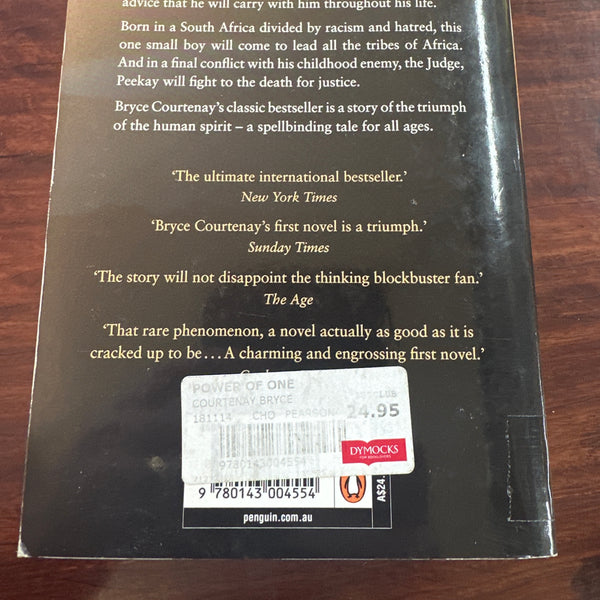 advice that he will carry with him throughout his life.
Born in a South Africa divided by racism and hatred, this
one small boy will come to lead all the tribes of Africa.
And in a final conflict with his childhood enemy, the Judge,
Peekay will fight to the death for justice.
Bryce Courtenay's classic bestseller is a story of the triumph
of the human spirit – a spellbinding tale for all ages.
'The ultimate international bestseller.'
New York Times
'Bryce Courtenay's first novel is a triumph.'
Sunday Times
'The story will not disappoint the thinking blockbuster fan.'
The Age
'That rare phenomenon, a novel actually as good as it is
cracked up to be... A charming and engrossing first novel.'
POWER OF ONE
COURTENAY BRYCE
181114 CHO PEARSON 24.95
DYMOCKS
FOR BOOKLOVERS
9780143004554
9 780143 004554
A$24.
penguin.com.au